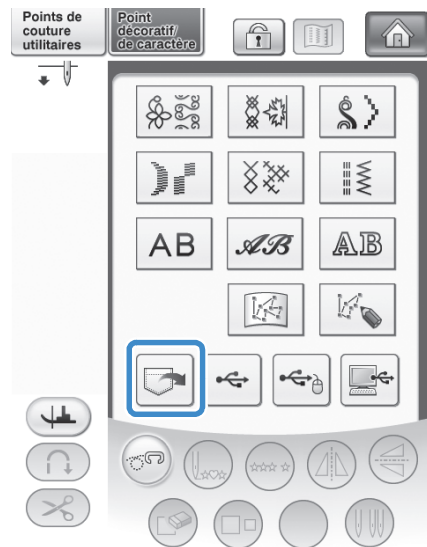 Points de
couture
utilitaires
Point
décoratif/
de caractère
AB
AB
AB